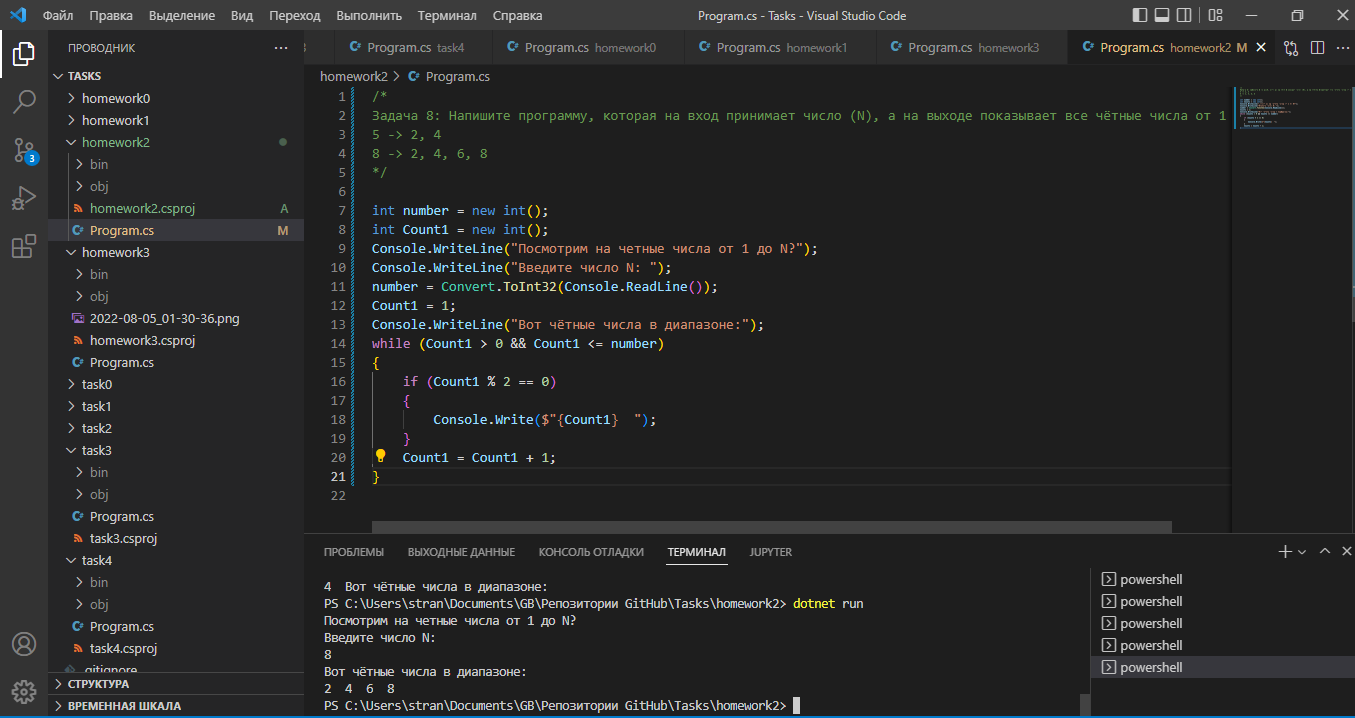 Файл Правка Выделение Вид Переход Выполнить Терминал Справка
Program.cs - Tasks - Visual Studio Code
ПРОВОДНИК
TASKS
homework0
homework1
homework2
bin
obj
homework2.csproj A
Program.cs M
homework3
bin
obj
2022-08-05_01-30-36.png
homework3.csproj
Program.cs
task0
task1
task2
task3
bin
obj
Program.cs
task3.csproj
task4
bin
obj
Program.cs
task4.csproj
.gitignore
СТРУКТУРА
ВРЕМЕННАЯ ШКАЛА
3
Program.cs task4
Program.cs homework0
Program.cs homework1
Program.cs homework3
Program.cs homework2 M
homework2 > Program.cs
1 /*
2 Задача 8: Напишите программу, которая на вход принимает число (N), а на выходе показывает все чётные числа от 1
3 5 -> 2, 4
4 8 -> 2, 4, 6, 8
5 */
6
7 int number = new int();
8 int Count1 = new int();
9 Console.WriteLine("Посмотрим на четные числа от 1 до N?");
10 Console.WriteLine("Введите число N: ");
11 number = Convert.ToInt32(Console.ReadLine());
12 Count1 = 1;
13 Console.WriteLine("Вот чётные числа в диапазоне:");
14 while (Count1 > 0 && Count1 <= number)
15 {
16 if (Count1 % 2 == 0)
17 {
18 Console.Write($"{Count1}  ");
19 }
20 Count1 = Count1 + 1;
21 }
22
ПРОБЛЕМЫ ВЫХОДНЫЕ ДАННЫЕ КОНСОЛЬ ОТЛАДКИ ТЕРМИНАЛ JUPYTER
4  Вот чётные числа в диапазоне:
PS C:\Users\stran\Documents\GB\Репозитории GitHub\Tasks\homework2> dotnet run
Посмотрим на четные числа от 1 до N?
Введите число N:
8
Вот чётные числа в диапазоне:
2  4  6  8
PS C:\Users\stran\Documents\GB\Репозитории GitHub\Tasks\homework2>
powershell
powershell
powershell
powershell
powershell